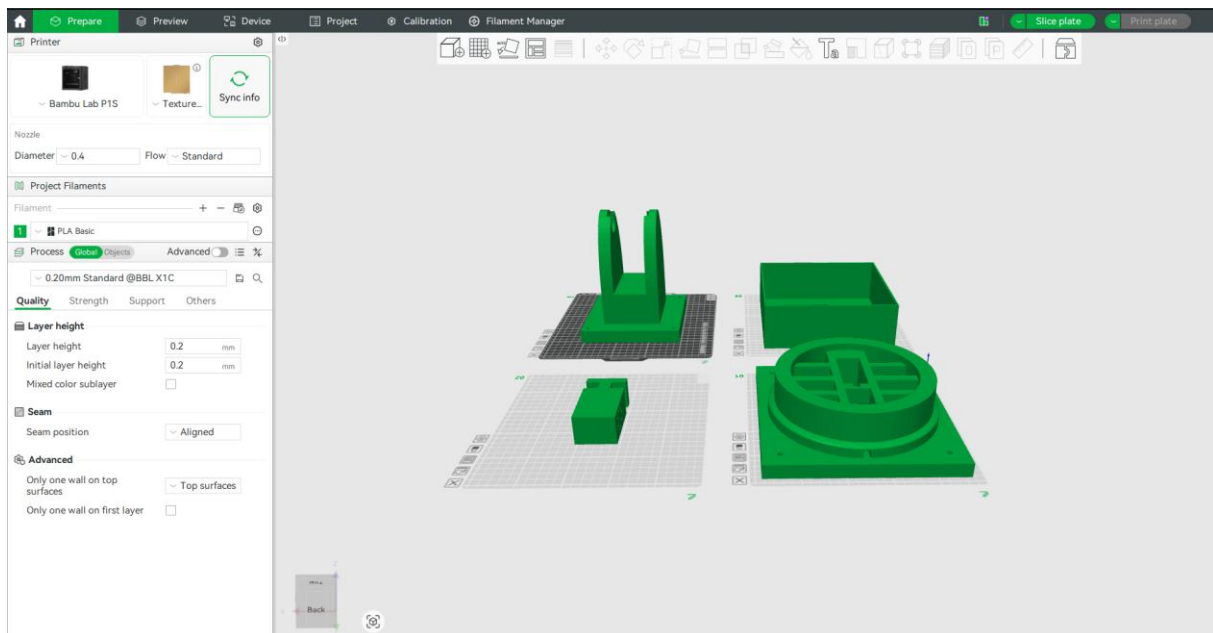 Prepare Preview Device Project Calibration Filament Manager Slice plate Print plate
Printer
Bambu Lab P1S Texture... Sync info
Nozzle
Diameter 0.4 Flow Standard
Project Filaments
Filament
1 PLA Basic
Process Global Objects Advanced
0.20mm Standard @BBL X1C
Quality Strength Support Others
Layer height
Layer height 0.2 mm
Initial layer height 0.2 mm
Mixed color sublayer
Seam
Seam position Aligned
Advanced
Only one wall on top
surfaces
Top surfaces
Only one wall on first layer
Back